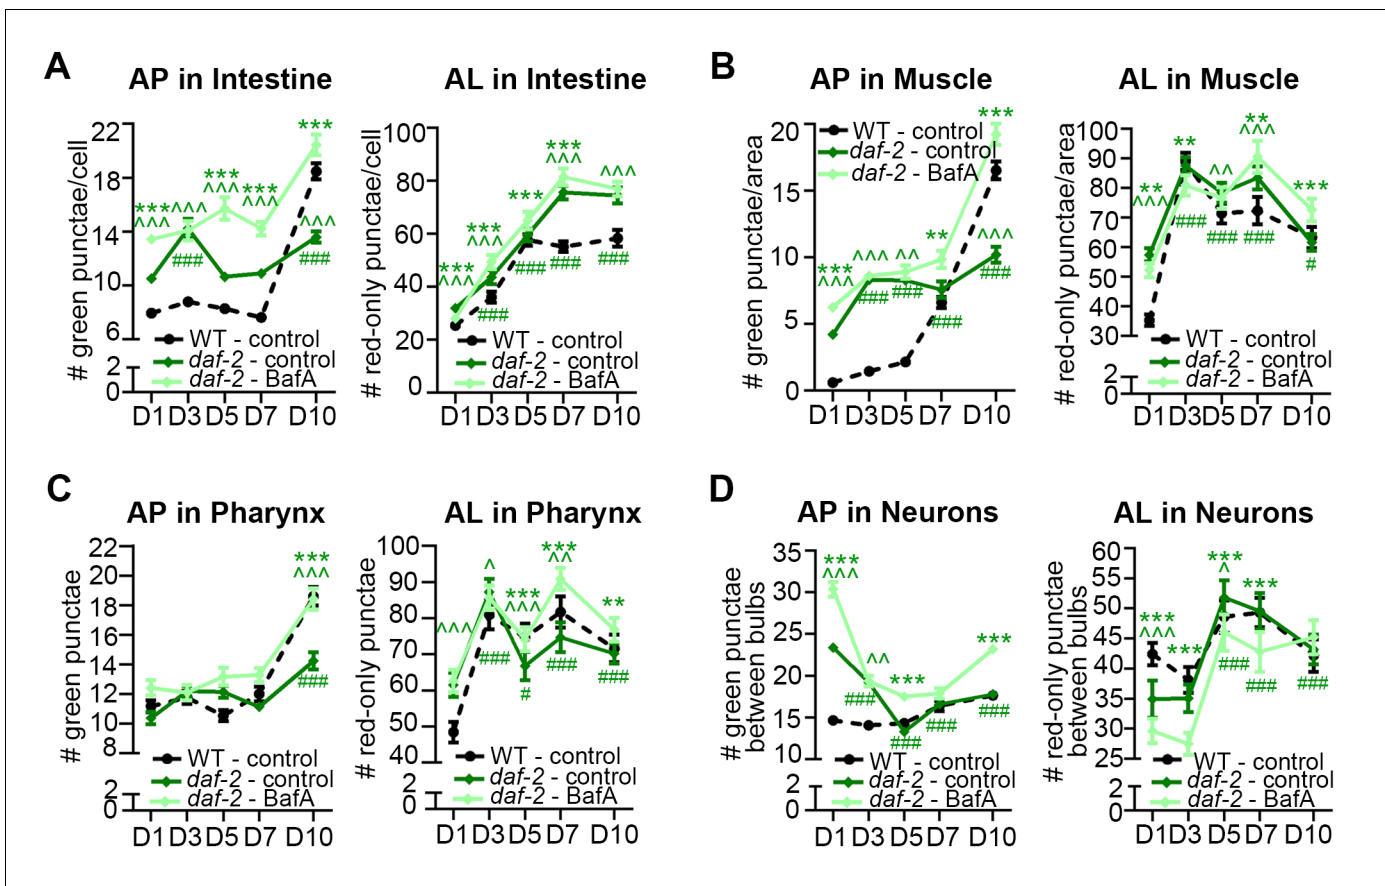 A
AP in Intestine
# green punctae/cell
22
18
14
10
6
2
0
***
^^^
^^^
***
^^^
***
^^^
***
***
^^^
###
###
WT - control
daf-2 - control
daf-2 - BafA
D1 D3 D5 D7 D10
AL in Intestine
# red-only punctae/cell
100
80
60
40
20
0
***
^^^
***
^^^
***
***
^^^
^^^
###
###
###
###
WT - control
daf-2 - control
daf-2 - BafA
D1 D3 D5 D7 D10
B
AP in Muscle
# green punctae/area
20
15
10
5
0
WT - control
daf-2 - control
daf-2 - BafA
***
^^^
^^^
^^
**
***
^^^
###
###
###
###
D1 D3 D5 D7 D10
AL in Muscle
# red-only punctae/area
100
90
80
70
60
50
40
30
2
0
**
^^^
**
^^
**
^^^
***
###
###
###
#
WT - control
daf-2 - control
daf-2 - BafA
D1 D3 D5 D7 D10
C
AP in Pharynx
# green punctae
22
20
18
16
14
12
10
8
2
0
***
^^^
###
WT - control
daf-2 - control
daf-2 - BafA
D1 D3 D5 D7 D10
AL in Pharynx
# red-only punctae
100
90
80
70
60
50
40
2
0
^^^
^
***
^^^
***
^^
**
###
#
###
###
WT - control
daf-2 - control
daf-2 - BafA
D1 D3 D5 D7 D10
D
AP in Neurons
# green punctae
between bulbs
35
30
25
20
15
10
2
0
***
^^^
^^
***
***
###
###
###
###
WT - control
daf-2 - control
daf-2 - BafA
D1 D3 D5 D7 D10
AL in Neurons
# red-only punctae
between bulbs
60
55
50
45
40
35
30
25
2
0
***
^^^
***
***
^
***
###
###
###
WT - control
daf-2 - control
daf-2 - BafA
D1 D3 D5 D7 D10